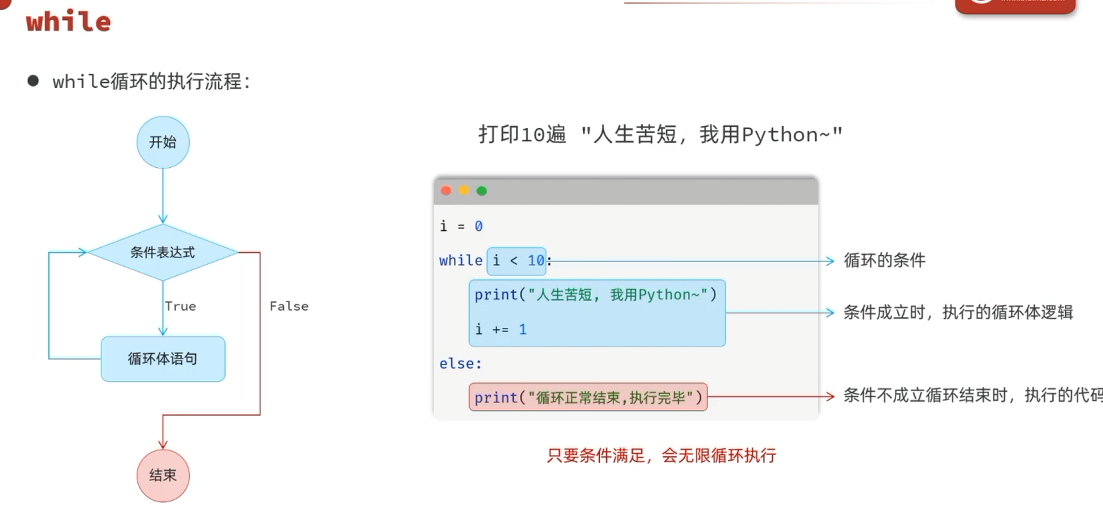 while
● while循环的执行流程:
开始
条件表达式
True
False
循环体语句
结束
打印10遍 "人生苦短, 我用Python~"
i = 0
while i < 10:
print("人生苦短, 我用Python~")
i += 1
else:
print("循环正常结束,执行完毕")
循环的条件
条件成立时, 执行的循环体逻辑
条件不成立循环结束时, 执行的代码
只要条件满足, 会无限循环执行